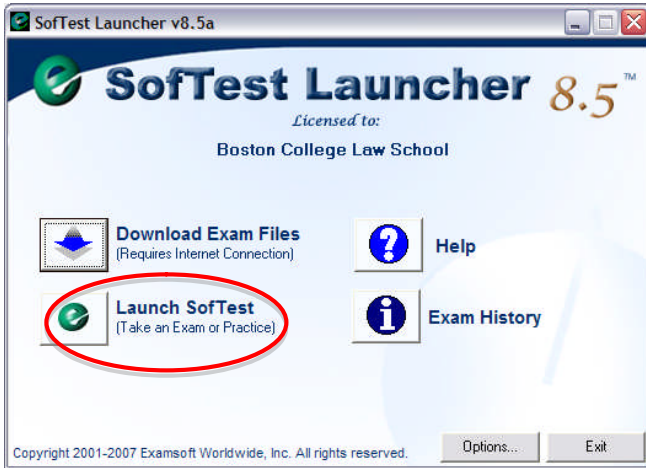 SofTest Launcher v8.5a
SofTest Launcher 8.5™
Licensed to:
Boston College Law School
Download Exam Files
(Requires Internet Connection)
Help
Launch SofTest
(Take an Exam or Practice)
Exam History
Copyright 2001-2007 Examsoft Worldwide, Inc. All rights reserved.
Options...
Exit